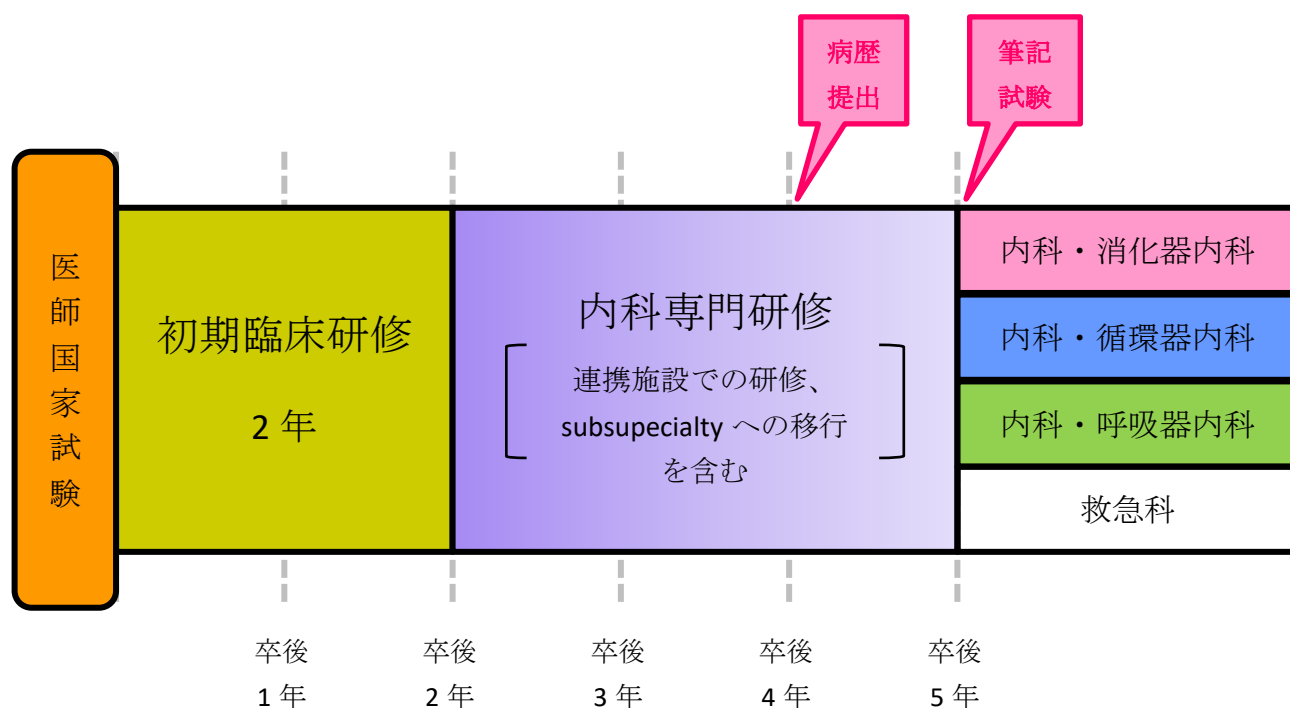 病歴
提出
筆記
試験
医師国家試験
初期臨床研修
2 年
内科専門研修
連携施設での研修、
subsupecialty への移行
を含む
内科・消化器内科
内科・循環器内科
内科・呼吸器内科
救急科
卒後
1 年
卒後
2 年
卒後
3 年
卒後
4 年
卒後
5 年